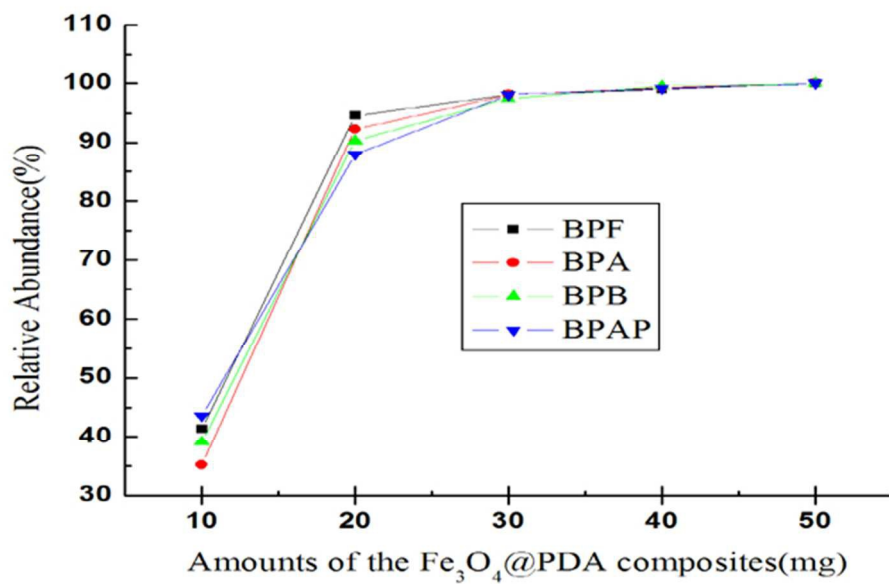 110
100
90
80
70
60
50
40
30
Relative Abundance(%)
BPF
BPA
BPB
BPAP
10 20 30 40 50
Amounts of the Fe₃O₄@PDA composites(mg)